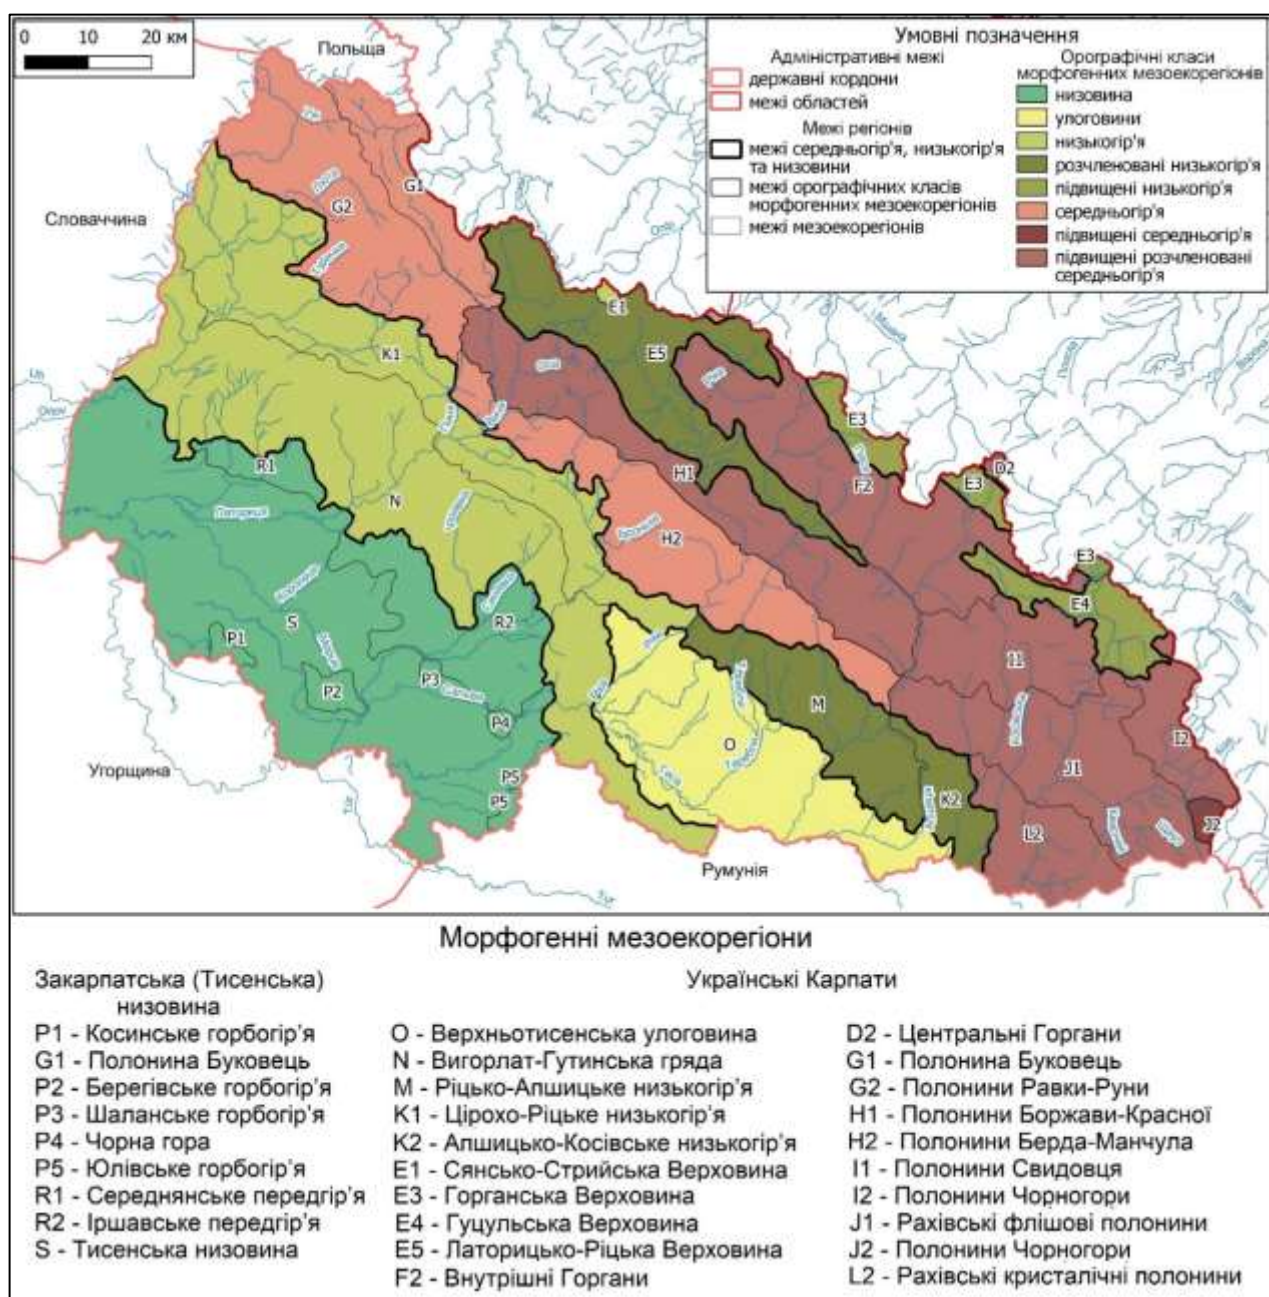 0 10 20 км
Польща
Словаччина
Угорщина
Румунія
Умовні позначення
Адміністративні межі
державні кордони
межі областей
Межі регіонів
межі середньогір'я, низькогір'я
та низовини
межі орографічних класів
морфогенних мезоекорегіонів
межі мезоекорегіонів
Орографічні класи
морфогенних мезоекорегіонів
низовина
улоговини
низькогір'я
розчленовані низькогір'я
підвищені низькогір'я
середньогір'я
підвищені середньогір'я
підвищені розчленовані
середньогір'я
G1
G2
E1
K1
E5
E3
D2
E3
R1
H1
F2
N
H2
E3
E4
R2
S
P1
I1
P3
P2
M
P4
O
I2
J1
P5
P5
K2
L2
J2
Латориця
Боржава
Сальва
Теребля
Морфогенні мезоекорегіони
Закарпатська (Тисенська)
низовина
P1 - Косинське горбогір'я
G1 - Полонина Буковець
P2 - Берегівське горбогір'я
P3 - Шаланське горбогір'я
P4 - Чорна гора
P5 - Юлівське горбогір'я
R1 - Середнянське передгір'я
R2 - Іршавське передгір'я
S - Тисенська низовина
Українські Карпати
O - Верхньотисенська улоговина
N - Вигорлат-Гутинська гряда
M - Ріцько-Апшицьке низькогір'я
K1 - Цірохо-Ріцьке низькогір'я
K2 - Апшицько-Косівське низькогір'я
E1 - Сянсько-Стрийська Верховина
E3 - Горганська Верховина
E4 - Гуцульська Верховина
E5 - Латорицько-Ріцька Верховина
F2 - Внутрішні Горгани
D2 - Центральні Горгани
G1 - Полонина Буковець
G2 - Полонини Равки-Руни
H1 - Полонини Боржави-Красної
H2 - Полонини Берда-Манчула
I1 - Полонини Свидовця
I2 - Полонини Чорногори
J1 - Рахівські флішові полонини
J2 - Полонини Чорногори
L2 - Рахівські кристалічні полонини